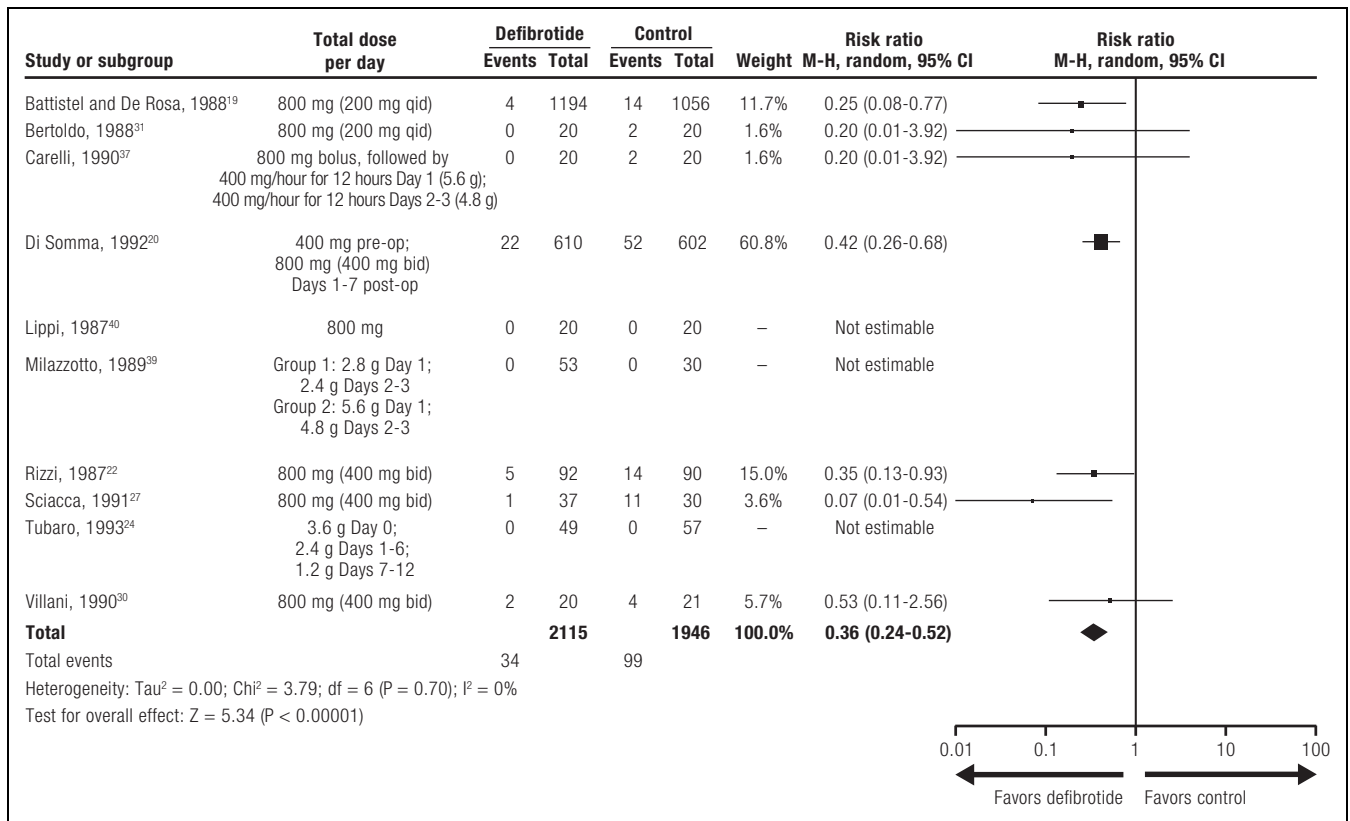 Study or subgroup Total dose per day Defibrotide Control Weight Risk ratio M-H, random, 95% CI Risk ratio M-H, random, 95% CI
Events Total Events Total
Battistel and De Rosa, 1988¹⁹ 800 mg (200 mg qid) 4 1194 14 1056 11.7% 0.25 (0.08-0.77)
Bertoldo, 1988³¹ 800 mg (200 mg qid) 0 20 2 20 1.6% 0.20 (0.01-3.92)
Carelli, 1990³⁷ 800 mg bolus, followed by 0 20 2 20 1.6% 0.20 (0.01-3.92)
400 mg/hour for 12 hours Day 1 (5.6 g);
400 mg/hour for 12 hours Days 2-3 (4.8 g)
Di Somma, 1992²⁰ 400 mg pre-op; 22 610 52 602 60.8% 0.42 (0.26-0.68)
800 mg (400 mg bid)
Days 1-7 post-op
Lippi, 1987⁴⁰ 800 mg 0 20 0 20 – Not estimable
Milazzotto, 1989³⁹ Group 1: 2.8 g Day 1; 0 53 0 30 – Not estimable
2.4 g Days 2-3
Group 2: 5.6 g Day 1;
4.8 g Days 2-3
Rizzi, 1987²² 800 mg (400 mg bid) 5 92 14 90 15.0% 0.35 (0.13-0.93)
Sciacca, 1991²⁷ 800 mg (400 mg bid) 1 37 11 30 3.6% 0.07 (0.01-0.54)
Tubaro, 1993²⁴ 3.6 g Day 0; 0 49 0 57 – Not estimable
2.4 g Days 1-6;
1.2 g Days 7-12
Villani, 1990³⁰ 800 mg (400 mg bid) 2 20 4 21 5.7% 0.53 (0.11-2.56)
Total 2115 1946 100.0% 0.36 (0.24-0.52)
Total events 34 99
Heterogeneity: Tau² = 0.00; Chi² = 3.79; df = 6 (P = 0.70); I² = 0%
Test for overall effect: Z = 5.34 (P < 0.00001)
0.01 0.1 1 10 100
Favors defibrotide Favors control